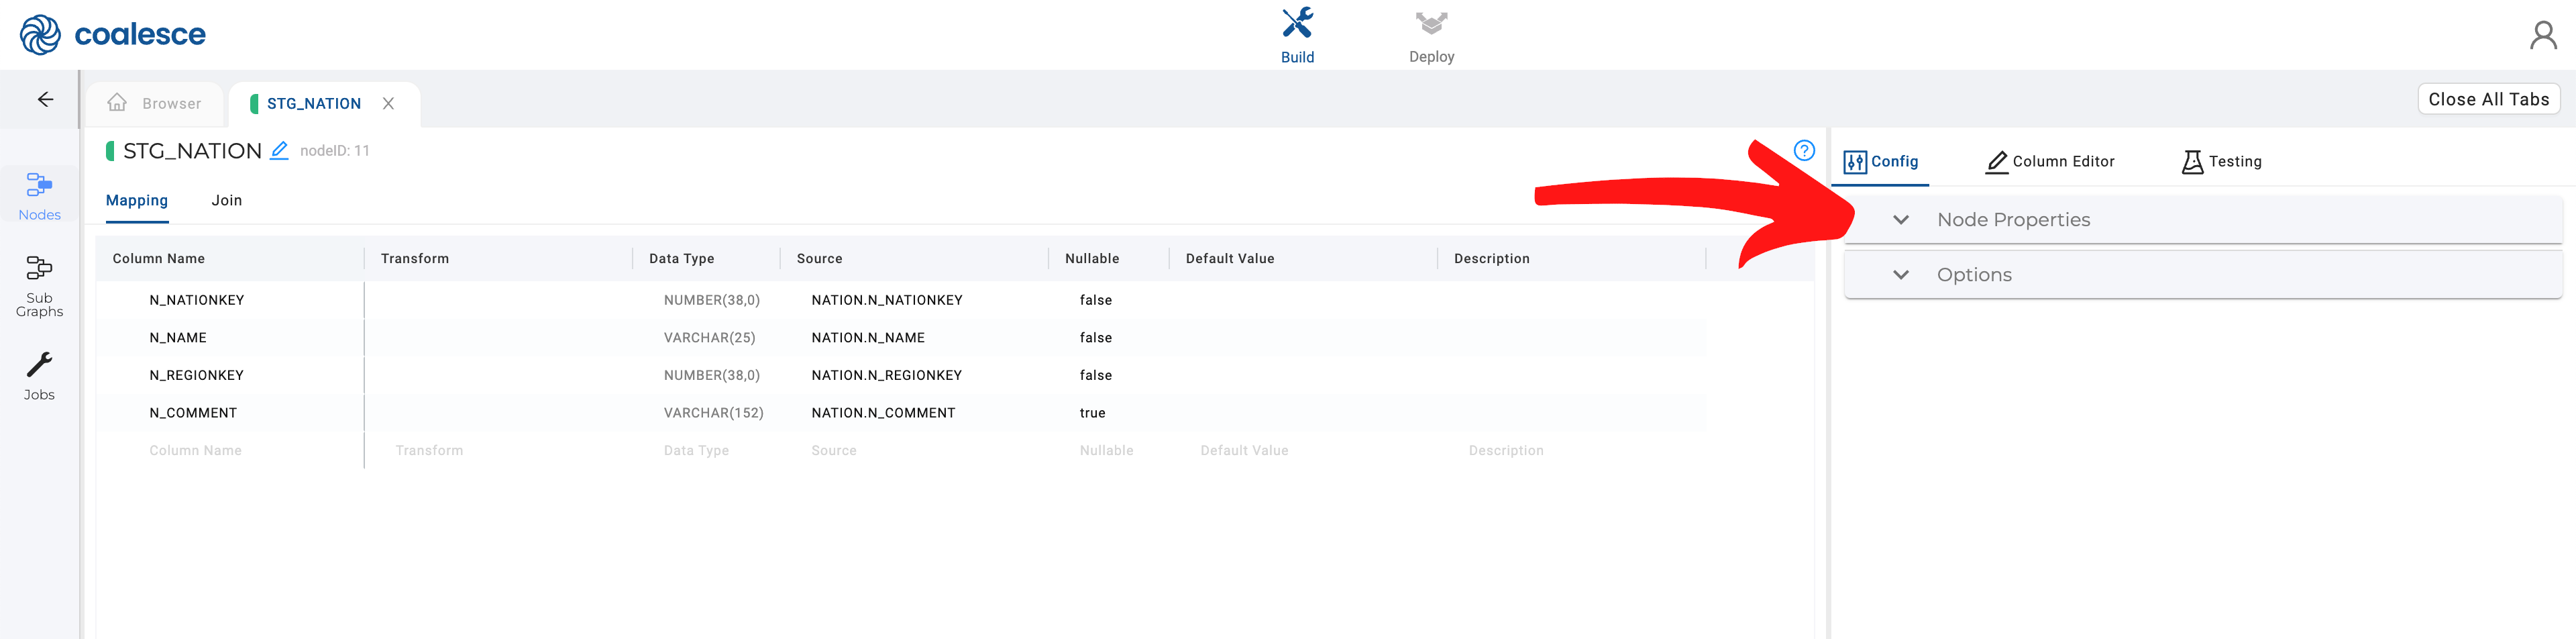 coalesce
Build
Deploy
Browser
STG_NATION
Close All Tabs
STG_NATION nodeID: 11
?
Config
Column Editor
Testing
Nodes
Sub
Graphs
Jobs
Mapping
Join
Node Properties
Options
Column Name Transform Data Type Source Nullable Default Value Description
N_NATIONKEY NUMBER(38,0) NATION.N_NATIONKEY false
N_NAME VARCHAR(25) NATION.N_NAME false
N_REGIONKEY NUMBER(38,0) NATION.N_REGIONKEY false
N_COMMENT VARCHAR(152) NATION.N_COMMENT true
Column Name Transform Data Type Source Nullable Default Value Description